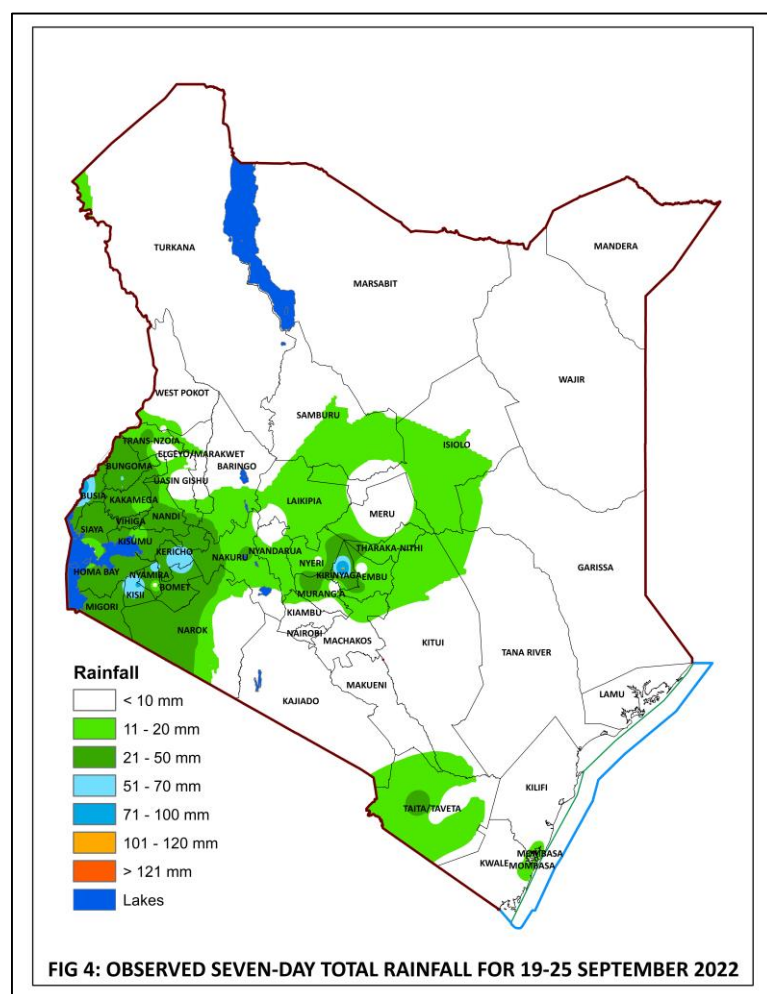 MANDERA
TURKANA
MARSABIT
WAJIR
WEST POKOT
SAMBURU
TRANS-NZOIA
ISIOLO
ELGEYO/MARAKWET
BUNGOMA
BARINGO
UASIN GISHU
BUSIA
KAKAMEGA
LAIKIPIA
MERU
NANDI
VIHIGA
SIAYA
KISUMU
NYANDARUA
THARAKA-NITHI
KERICHO
NAKURU
NYERI
GARISSA
HOMA BAY
NYAMIRA
KIRINYAGA
EMBU
BOMET
KISII
MURANG'A
MIGORI
KIAMBU
NAROK
NAIROBI
MACHAKOS
KITUI
TANA RIVER
KAJIADO
MAKUENI
LAMU
TAITA/TAVETA
KILIFI
MOMBASA
KWALE
MOMBASA
Rainfall
< 10 mm
11 - 20 mm
21 - 50 mm
51 - 70 mm
71 - 100 mm
101 - 120 mm
> 121 mm
Lakes
FIG 4: OBSERVED SEVEN-DAY TOTAL RAINFALL FOR 19-25 SEPTEMBER 2022